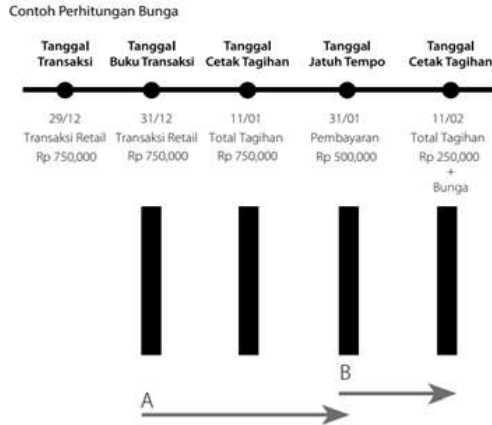 Contoh Perhitungan Bunga
Tanggal
Transaksi
Tanggal
Buku Transaksi
Tanggal
Cetak Tagihan
Tanggal
Jatuh Tempo
Tanggal
Cetak Tagihan
29/12
Transaksi Retail
Rp 750,000
31/12
Transaksi Retail
Rp 750,000
11/01
Total Tagihan
Rp 750,000
31/01
Pembayaran
Rp 500,000
11/02
Total Tagihan
Rp 250,000
+
Bunga
A
B